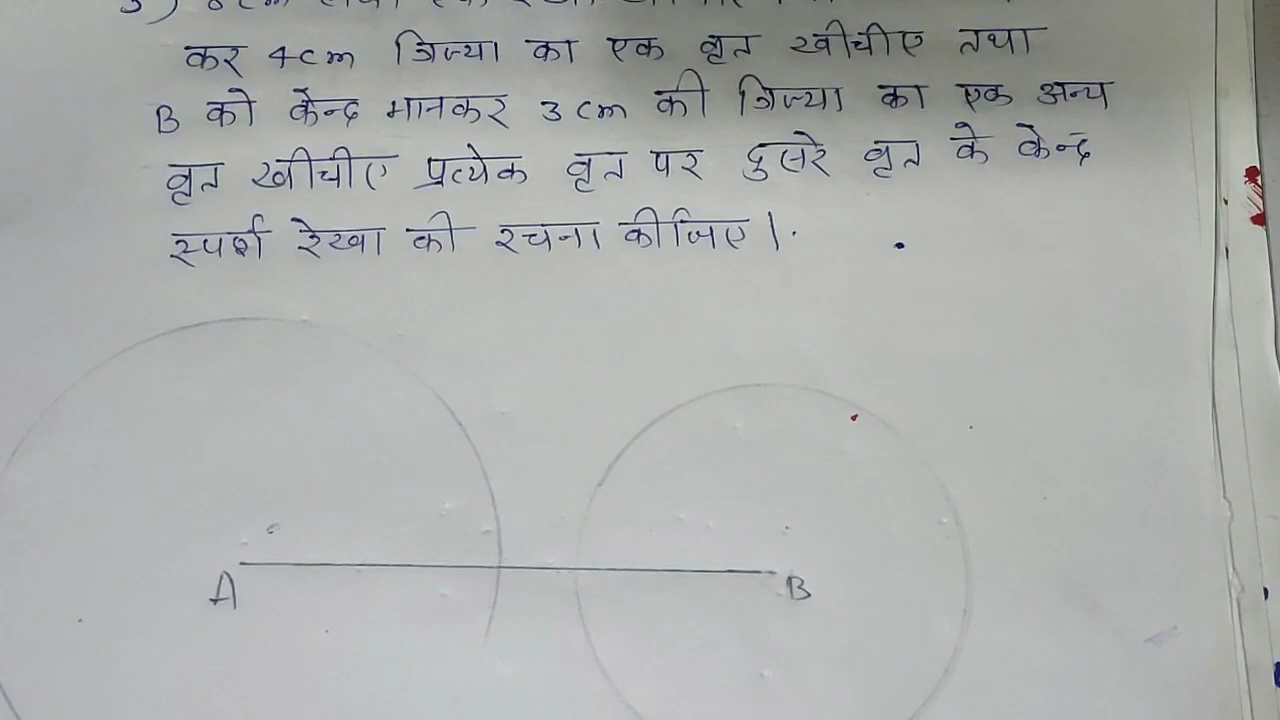 कर 4cm त्रिज्या का एक वृत खीचीए तथा
B को केन्द्र मानकर 3cm की त्रिज्या का एक अन्य
वृत खीचीए प्रत्येक वृत पर दुसरे वृत के केन्द्र
स्पर्श रेखा की रचना कीजिए।
A
B